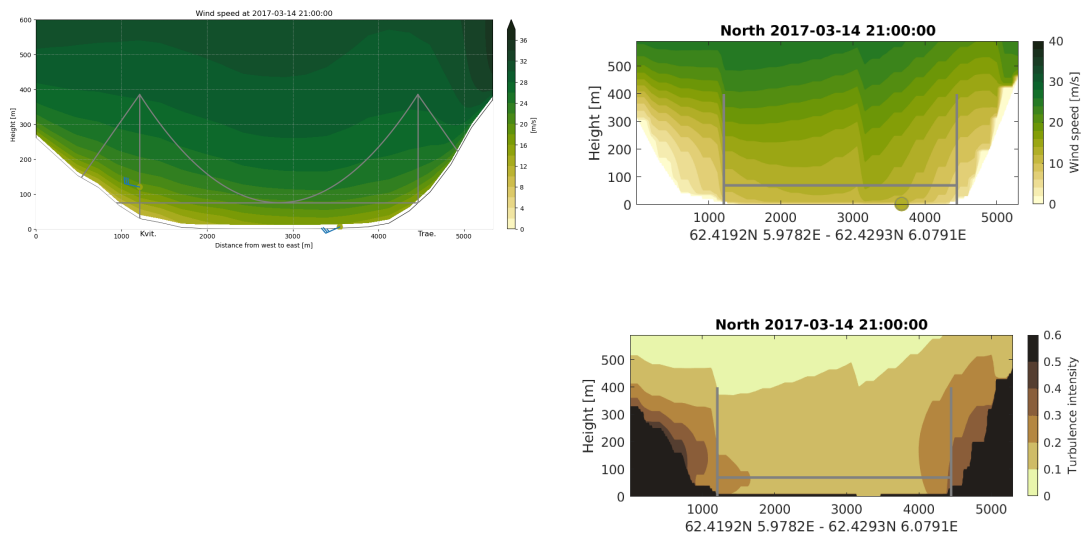 Wind speed at 2017-03-14 21:00:00
600
500
400
300
200
100
0
Height [m]
0 1000 2000 3000 4000 5000
Kvit. Trae.
Distance from west to east [m]
36
32
28
24
20
16
12
8
4
0
[m/s]
North 2017-03-14 21:00:00
500
400
300
200
100
0
Height [m]
1000 2000 3000 4000 5000
62.4192N 5.9782E - 62.4293N 6.0791E
40
30
20
10
0
Wind speed [m/s]
North 2017-03-14 21:00:00
500
400
300
200
100
0
Height [m]
1000 2000 3000 4000 5000
62.4192N 5.9782E - 62.4293N 6.0791E
0.6
0.5
0.4
0.3
0.2
0.1
0
Turbulence intensity